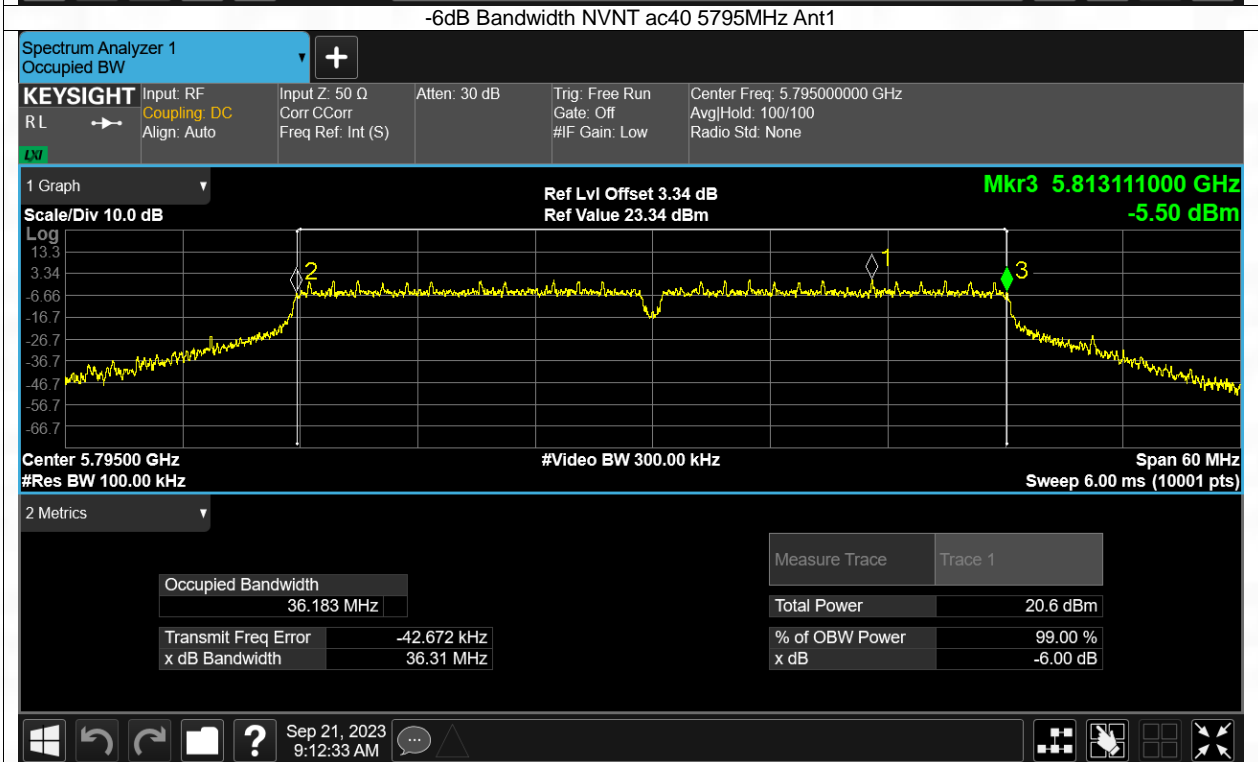 -6dB Bandwidth NVNT ac40 5795MHz Ant1
Spectrum Analyzer 1
Occupied BW
KEYSIGHT
R L
LXI
Input: RF
Coupling: DC
Align: Auto
Input Z: 50 Ω
Corr CCorr
Freq Ref: Int (S)
Atten: 30 dB
Trig: Free Run
Gate: Off
#IF Gain: Low
Center Freq: 5.795000000 GHz
Avg|Hold: 100/100
Radio Std: None
1 Graph
Scale/Div 10.0 dB
Ref Lvl Offset 3.34 dB
Ref Value 23.34 dBm
Mkr3 5.813111000 GHz
-5.50 dBm
Log
13.3
3.34
-6.66
-16.7
-26.7
-36.7
-46.7
-56.7
-66.7
2
1
3
Center 5.79500 GHz
#Video BW 300.00 kHz
Span 60 MHz
#Res BW 100.00 kHz
Sweep 6.00 ms (10001 pts)
2 Metrics
Occupied Bandwidth
36.183 MHz
Transmit Freq Error -42.672 kHz
x dB Bandwidth 36.31 MHz
Measure Trace Trace 1
Total Power 20.6 dBm
% of OBW Power 99.00 %
x dB -6.00 dB
?
Sep 21, 2023
9:12:33 AM